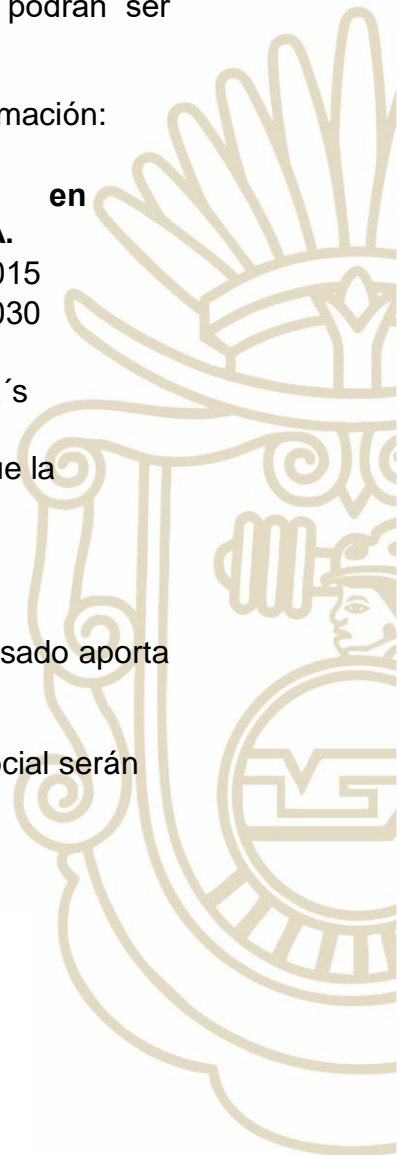 podrán ser
mación:
en
A.
015
030
´s
ue la
sado aporta
ocial serán